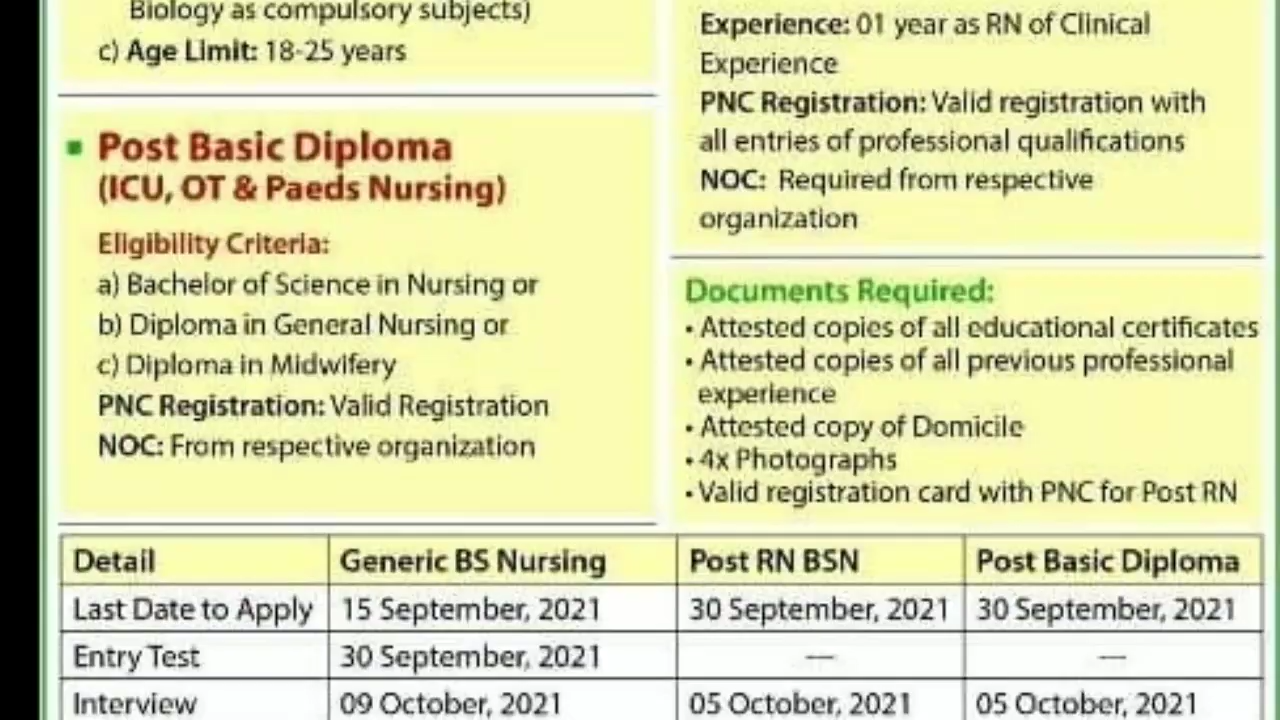 Biology as compulsory subjects)
c) Age Limit: 18-25 years
▪ Post Basic Diploma
(ICU, OT & Paeds Nursing)
Eligibility Criteria:
a) Bachelor of Science in Nursing or
b) Diploma in General Nursing or
c) Diploma in Midwifery
PNC Registration: Valid Registration
NOC: From respective organization
Experience: 01 year as RN of Clinical
Experience
PNC Registration: Valid registration with
all entries of professional qualifications
NOC: Required from respective
organization
Documents Required:
• Attested copies of all educational certificates
• Attested copies of all previous professional
experience
• Attested copy of Domicile
• 4x Photographs
• Valid registration card with PNC for Post RN
Detail Generic BS Nursing Post RN BSN Post Basic Diploma
Last Date to Apply 15 September, 2021 30 September, 2021 30 September, 2021
Entry Test 30 September, 2021 --- ---
Interview 09 October, 2021 05 October, 2021 05 October, 2021